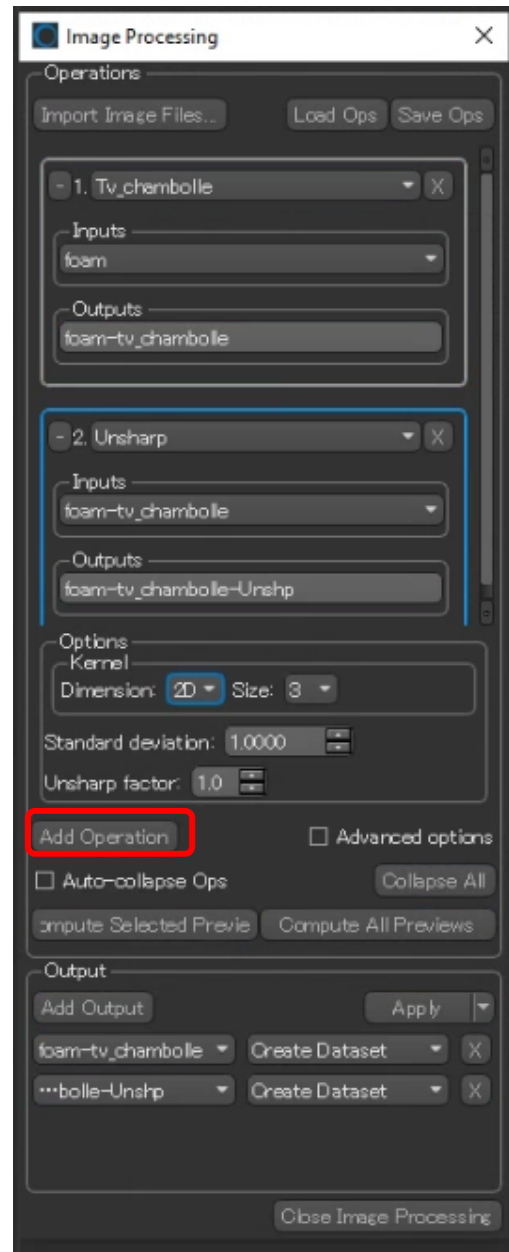 Image Processing
Operations
Import Image Files... Load Ops Save Ops
- 1. Tv_chambolle X
Inputs
foam
Outputs
foam-tv_chambolle
- 2. Unsharp X
Inputs
foam-tv_chambolle
Outputs
foam-tv_chambolle-Unshp
Options
Kernel
Dimension: 2D Size: 3
Standard deviation: 1.0000
Unsharp factor: 1.0
Add Operation Advanced options
Auto-collapse Ops Collapse All
ompute Selected Previe Compute All Previews
Output
Add Output Apply
foam-tv_chambolle Create Dataset X
···bolle-Unshp Create Dataset X
Close Image Processing